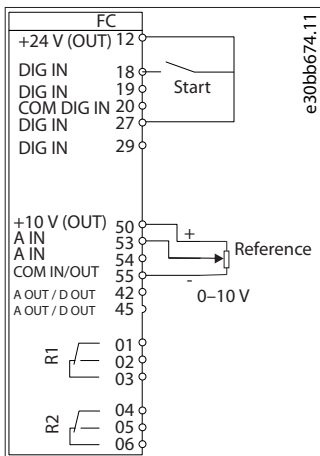 FC
+24 V (OUT) 12
DIG IN 18
DIG IN 19
COM DIG IN 20
DIG IN 27
DIG IN 29
Start
+10 V (OUT) 50
A IN 53
A IN 54
COM IN/OUT 55
A OUT / D OUT 42
A OUT / D OUT 45
+
Reference
-
0–10 V
R1
01
02
03
R2
04
05
06
e30bb674.11